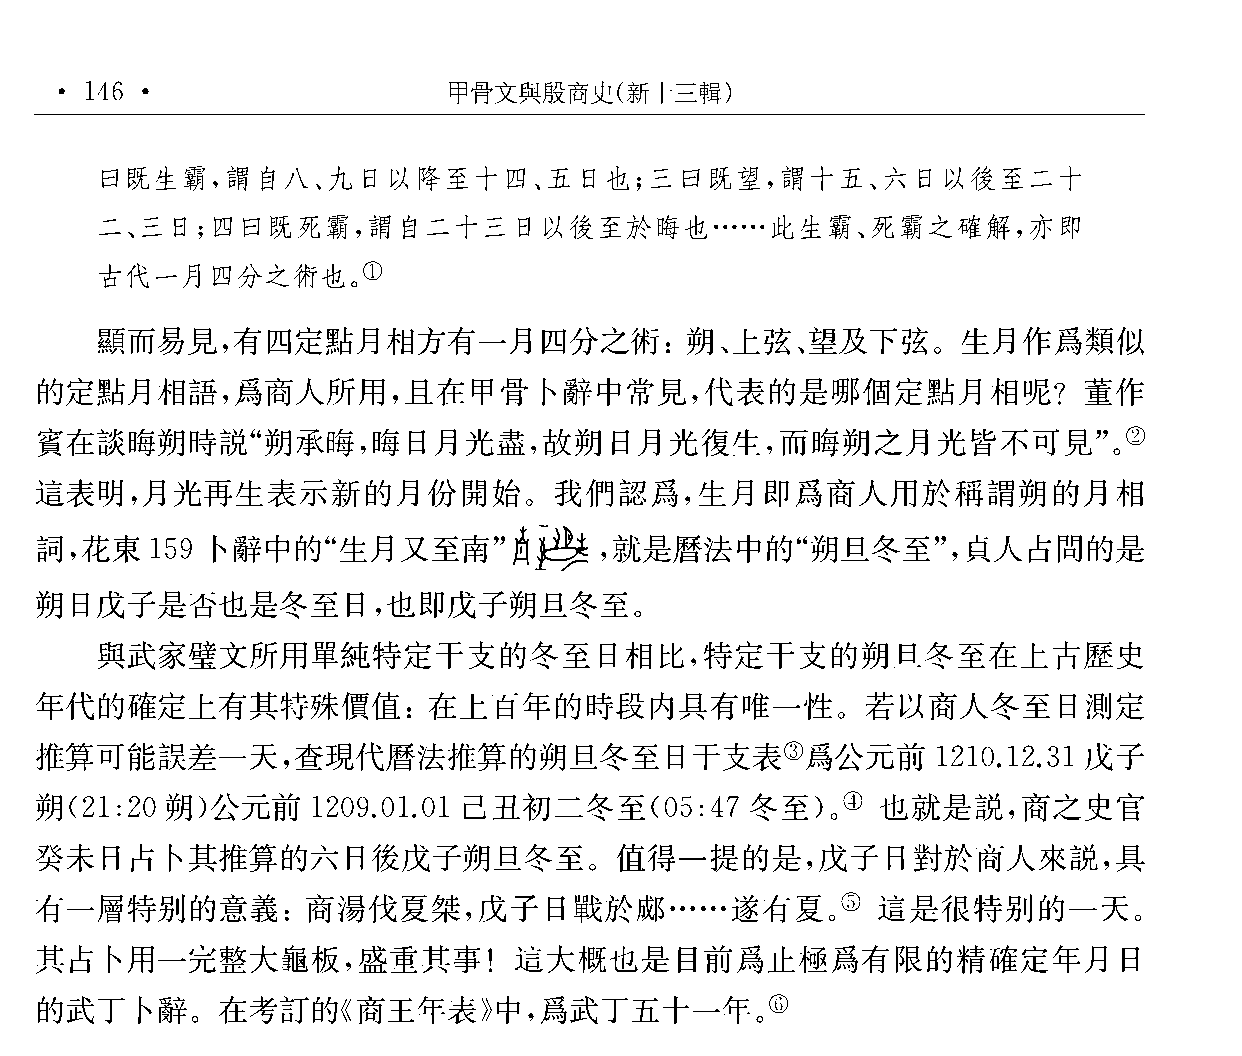 · 146 · 甲骨文與殷商史(新十三輯)
曰既生霸,謂自八、九日以降至十四、五日也;三曰既望,謂十五、六日以後至二十
二、三日;四曰既死霸,謂自二十三日以後至於晦也……此生霸、死霸之確解,亦即
古代一月四分之術也。①
顯而易見,有四定點月相方有一月四分之術:朔、上弦、望及下弦。生月作爲類似
的定點月相語,爲商人所用,且在甲骨卜辭中常見,代表的是哪個定點月相呢?董作
賓在談晦朔時説“朔承晦,晦日月光盡,故朔日月光復生,而晦朔之月光皆不可見”。②
這表明,月光再生表示新的月份開始。我們認爲,生月即爲商人用於稱謂朔的月相
詞,花東159卜辭中的“生月又至南”,就是曆法中的“朔旦冬至”,貞人占問的是
朔日戊子是否也是冬至日,也即戊子朔旦冬至。
與武家璧文所用單純特定干支的冬至日相比,特定干支的朔旦冬至在上古歷史
年代的確定上有其特殊價值:在上百年的時段内具有唯一性。若以商人冬至日測定
推算可能誤差一天,查現代曆法推算的朔旦冬至日干支表③爲公元前1210.12.31戊子
朔(21:20朔)公元前1209.01.01己丑初二冬至(05:47冬至)。④ 也就是説,商之史官
癸未日占卜其推算的六日後戊子朔旦冬至。值得一提的是,戊子日對於商人來説,具
有一層特别的意義:商湯伐夏桀,戊子日戰於郕……遂有夏。⑤ 這是很特别的一天。
其占卜用一完整大龜板,盛重其事!這大概也是目前爲止極爲有限的精確定年月日
的武丁卜辭。在考訂的《商王年表》中,爲武丁五十一年。⑥